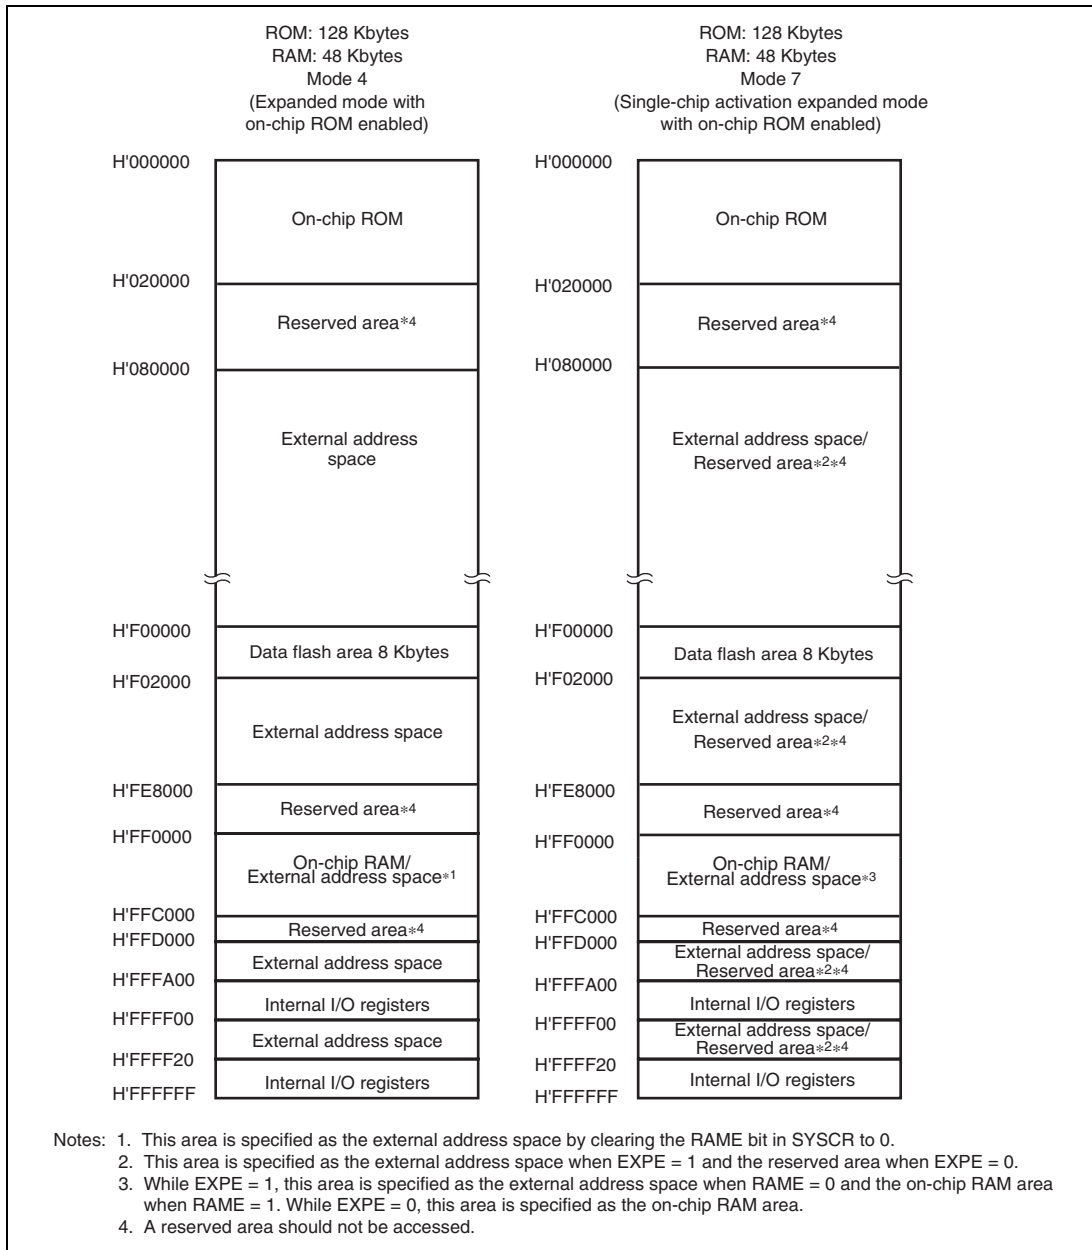 ROM: 128 Kbytes
RAM: 48 Kbytes
Mode 4
(Expanded mode with
on-chip ROM enabled)
H'000000
On-chip ROM
H'020000
Reserved area*4
H'080000
External address
space
H'F00000
Data flash area 8 Kbytes
H'F02000
External address space
H'FE8000
Reserved area*4
H'FF0000
On-chip RAM/
External address space*1
H'FFC000
Reserved area*4
H'FFD000
External address space
H'FFFA00
Internal I/O registers
H'FFFF00
External address space
H'FFFF20
Internal I/O registers
H'FFFFFF
ROM: 128 Kbytes
RAM: 48 Kbytes
Mode 7
(Single-chip activation expanded mode
with on-chip ROM enabled)
H'000000
On-chip ROM
H'020000
Reserved area*4
H'080000
External address space/
Reserved area*2*4
H'F00000
Data flash area 8 Kbytes
H'F02000
External address space/
Reserved area*2*4
H'FE8000
Reserved area*4
H'FF0000
On-chip RAM/
External address space*3
H'FFC000
Reserved area*4
H'FFD000
External address space/
Reserved area*2*4
H'FFFA00
Internal I/O registers
H'FFFF00
External address space/
Reserved area*2*4
H'FFFF20
Internal I/O registers
H'FFFFFF
Notes: 1. This area is specified as the external address space by clearing the RAME bit in SYSCR to 0.
2. This area is specified as the external address space when EXPE = 1 and the reserved area when EXPE = 0.
3. While EXPE = 1, this area is specified as the external address space when RAME = 0 and the on-chip RAM area
when RAME = 1. While EXPE = 0, this area is specified as the on-chip RAM area.
4. A reserved area should not be accessed.